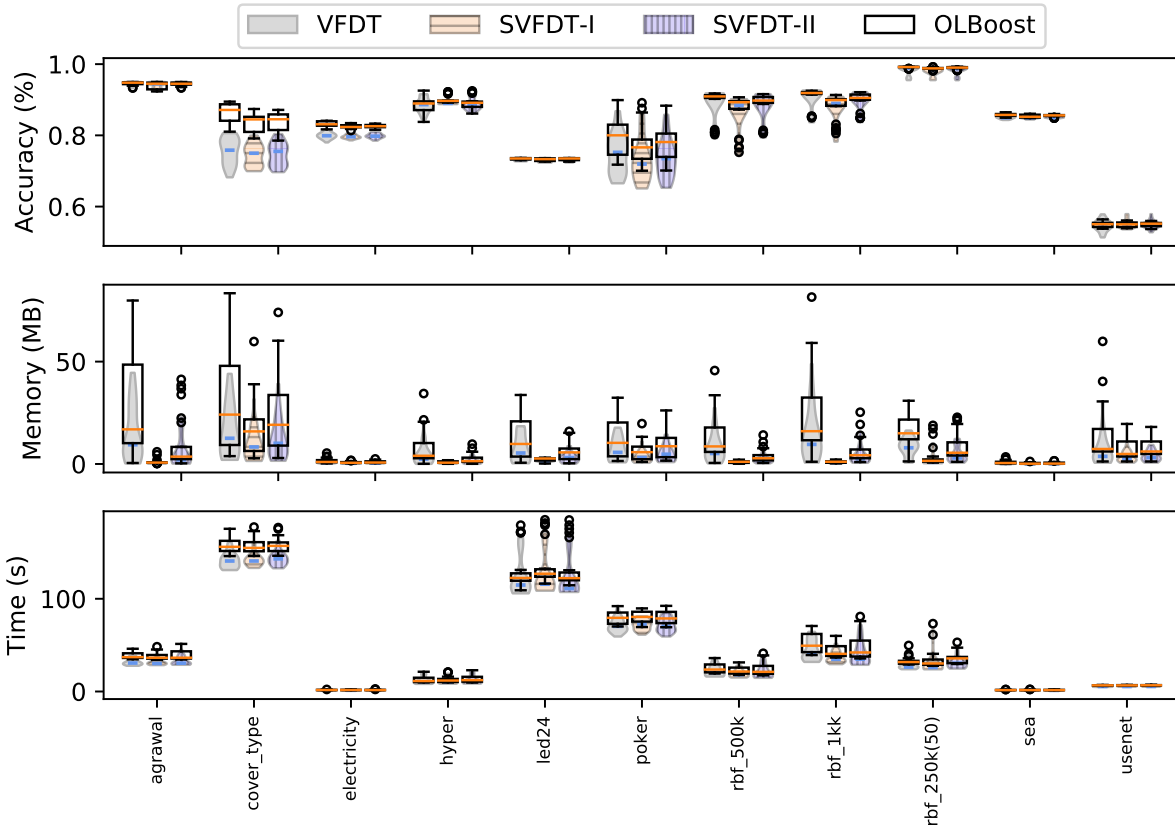 VFDT SVFDT-I SVFDT-II OLBoost
Accuracy (%)
1.0
0.8
0.6
Memory (MB)
50
0
Time (s)
100
0
agrawal
cover_type
electricity
hyper
led24
poker
rbf_500k
rbf_1kk
rbf_250k(50)
sea
usenet